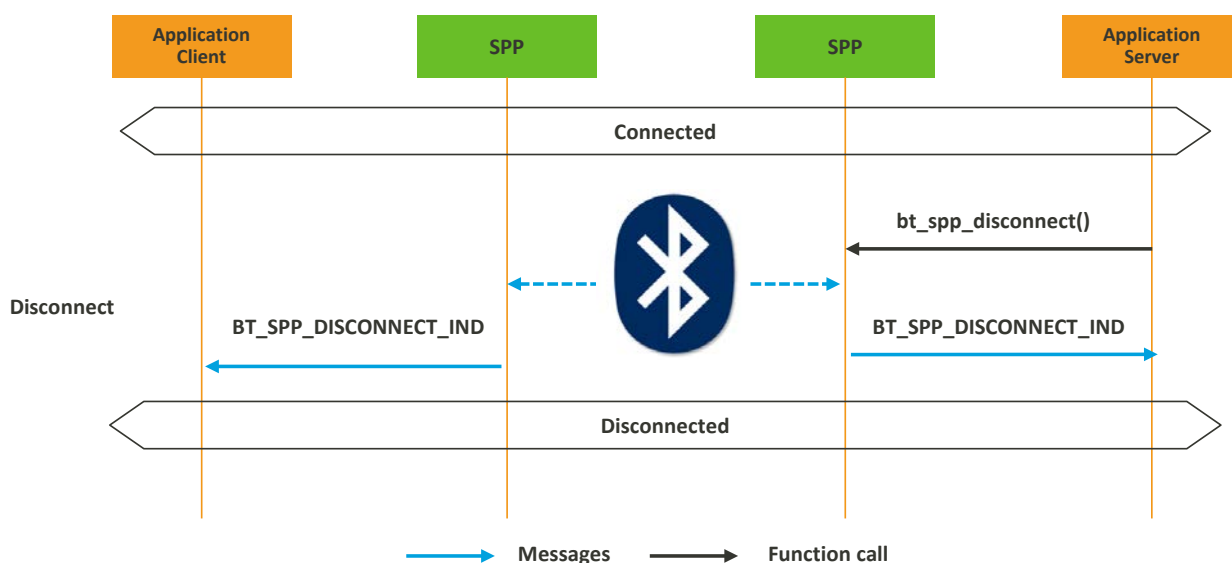 Application
Client
SPP
SPP
Application
Server
Connected
bt_spp_disconnect()
Disconnect
BT_SPP_DISCONNECT_IND
BT_SPP_DISCONNECT_IND
Disconnected
Messages
Function call